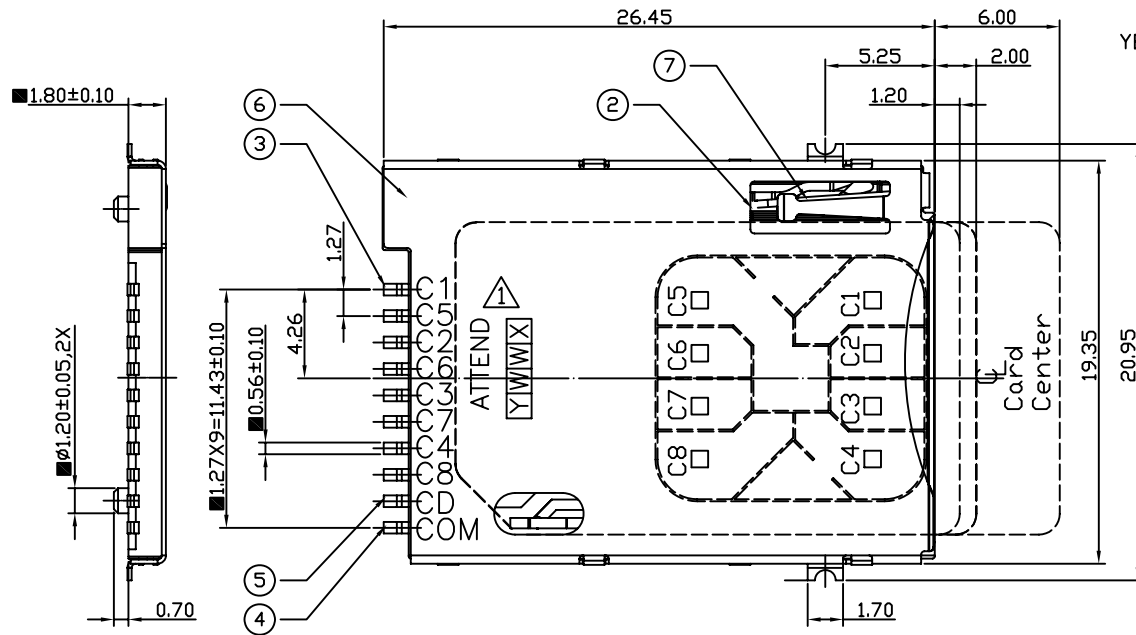 26.45
6.00
YE
5.25
2.00
7
■1.80±0.10
6
2
1.20
3
1.27
C1
C5
C2
C6
C3
C7
C4
C8
CD
COM
4.26
■0.56±0.10
■1.27X9=11.43±0.10
■ø1.20±0.05,2X
1
ATTEND
YWWX
C5
C6
C7
C8
C1
C2
C3
C4
CL
Card
Center
19.35
20.95
5
4
0.70
1.70